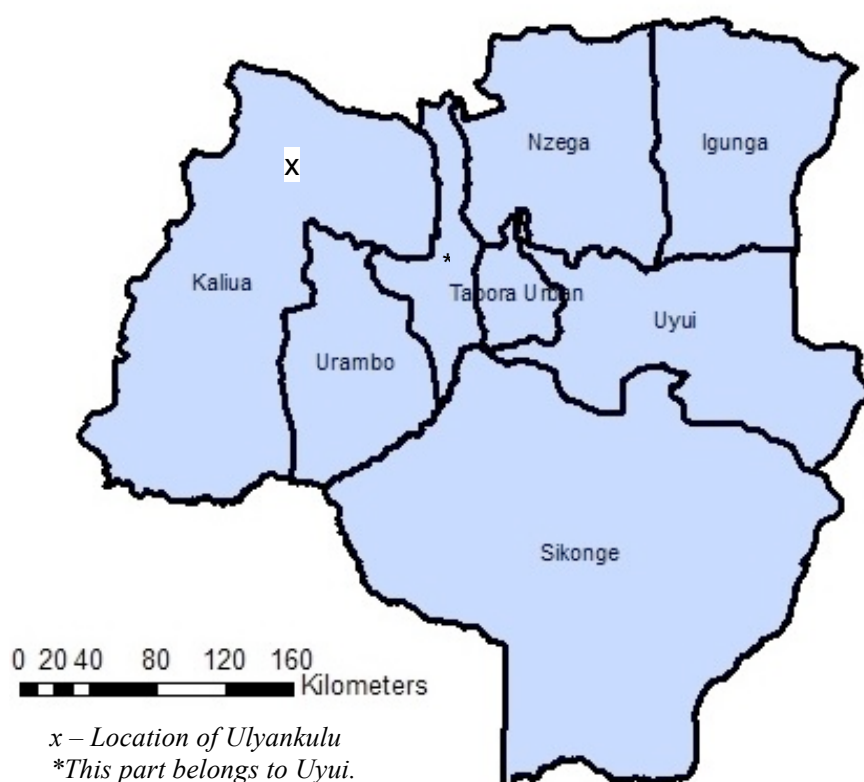 Nzega
Igunga
x
Kaliua
*
Tabora Urban
Uyui
Urambo
Sikonge
0 20 40 80 120 160
Kilometers
x – Location of Ulyankulu
*This part belongs to Uyui.